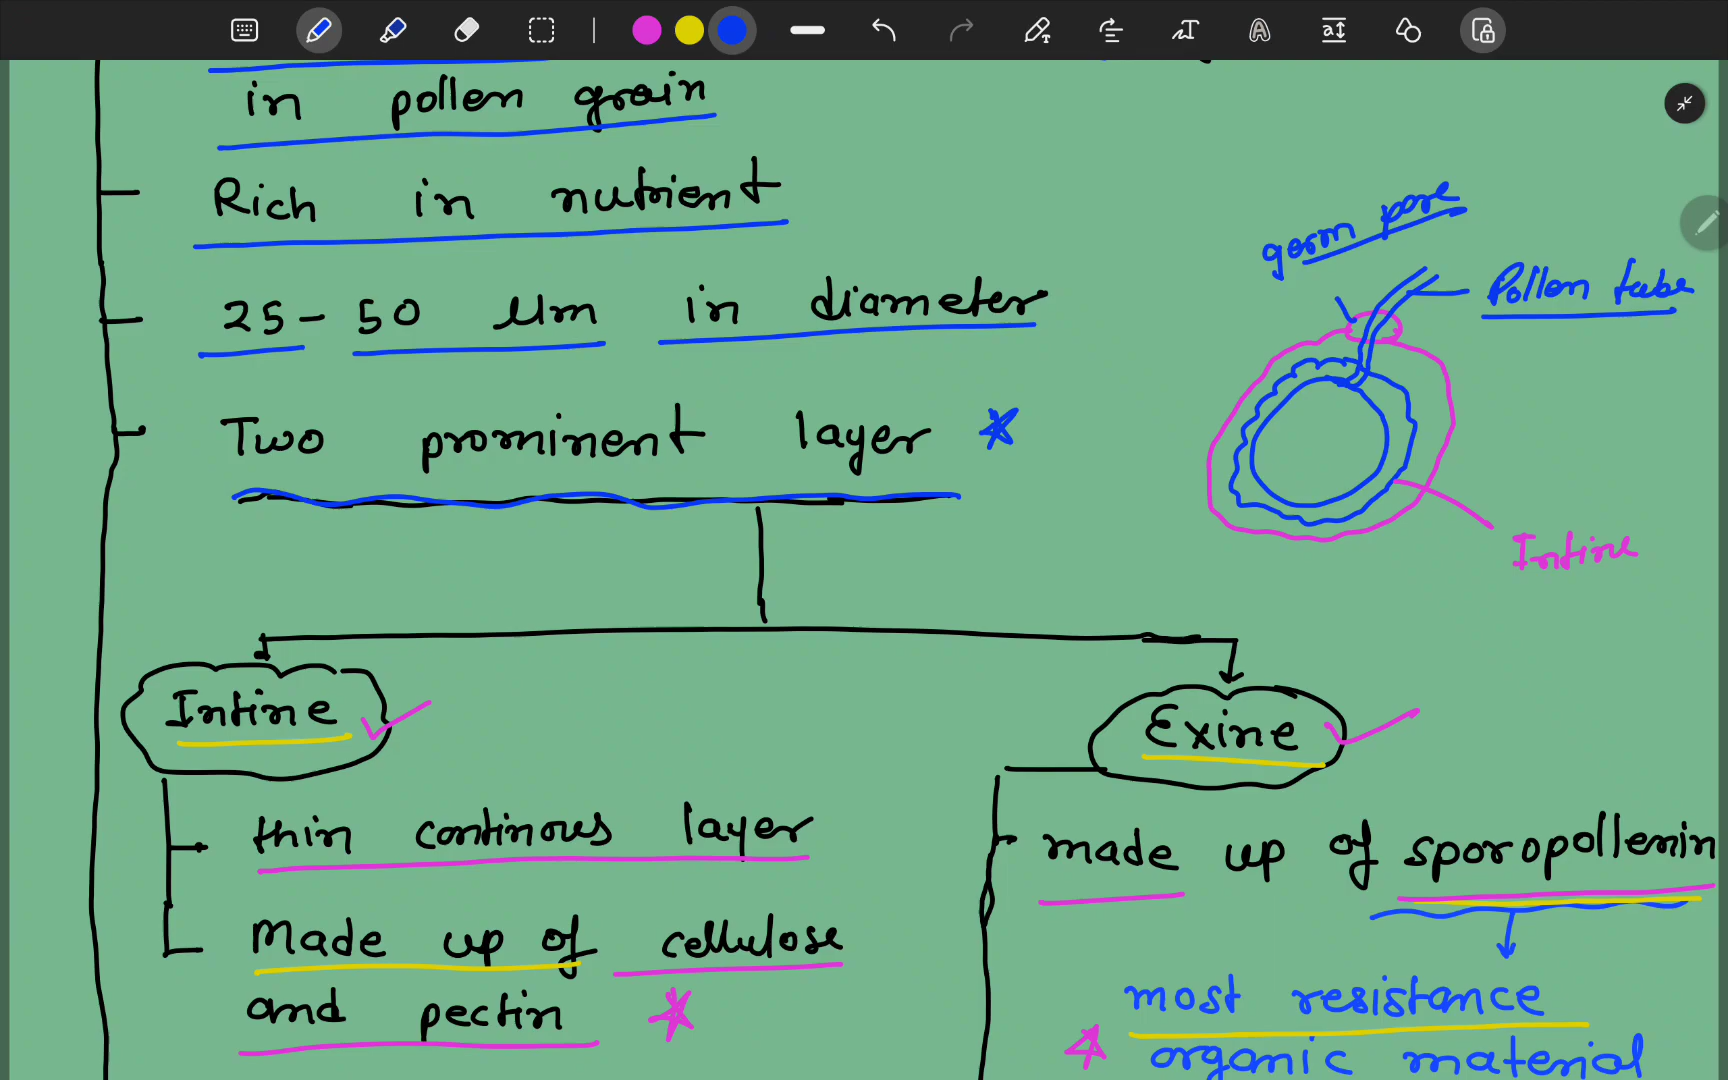 in pollen grain
Rich in nutrient
25 - 50 μm in diameter
Two prominent layer
germ pore
Pollen tube
Intine
Intine
thin continous layer
Made up of cellulose
and pectin
Exine
made up of sporopollenin
most resistance
organic material